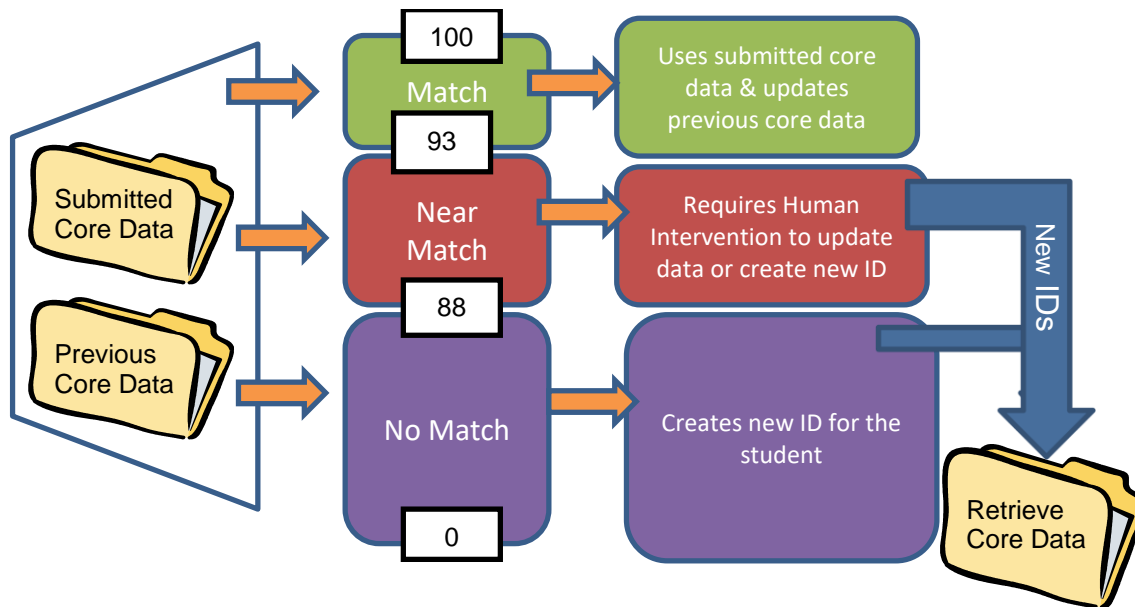 100
Match
Uses submitted core
data & updates
previous core data
93
Submitted
Core Data
Near
Match
Requires Human
Intervention to update
data or create new ID
New IDs
88
Previous
Core Data
No Match
Creates new ID for the
student
0
Retrieve
Core Data